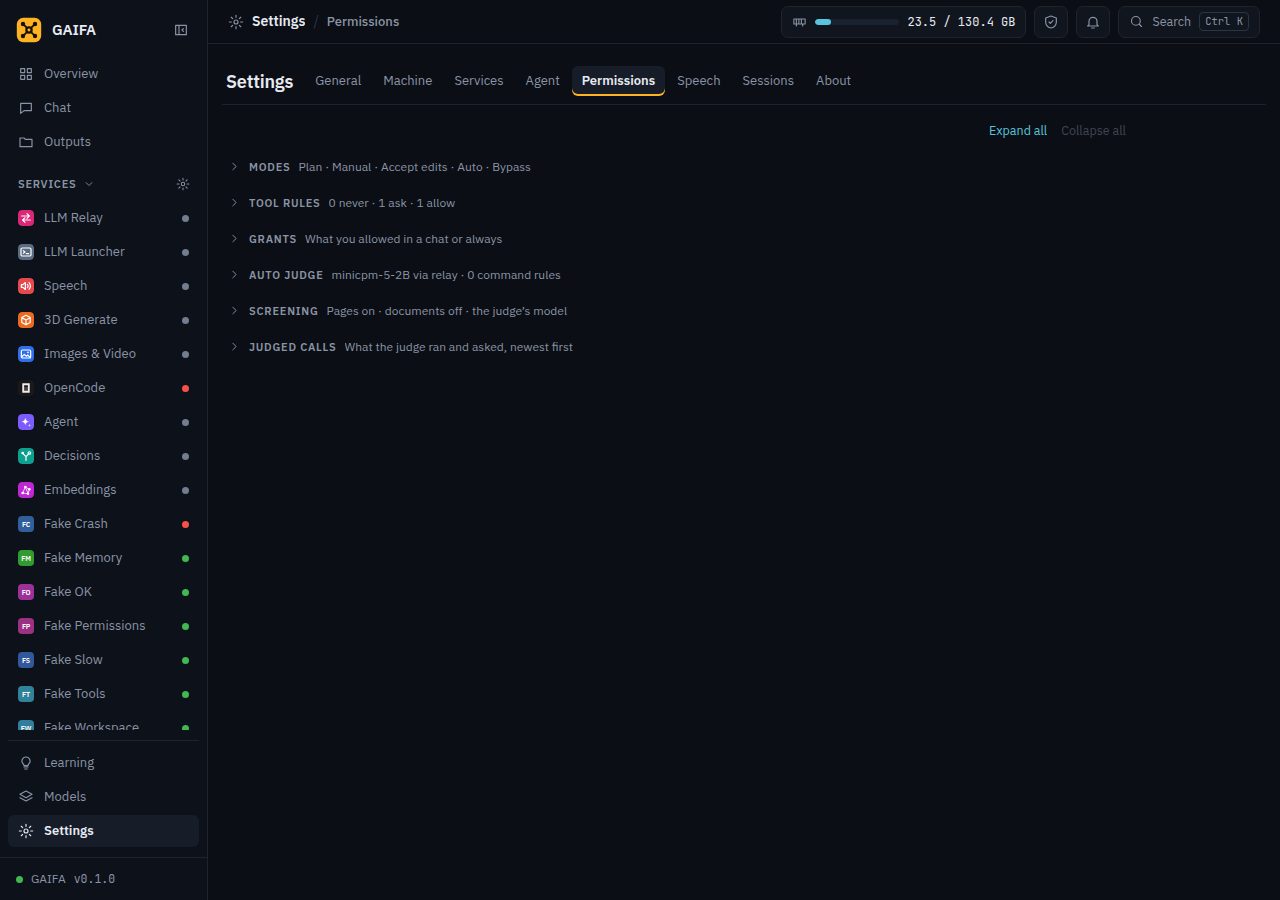 GAIFA
Settings / Permissions
23.5 / 130.4 GB
Search Ctrl K
Overview
Chat
Outputs
SERVICES
LLM Relay
LLM Launcher
Speech
3D Generate
Images & Video
OpenCode
Agent
Decisions
Embeddings
FC Fake Crash
FM Fake Memory
FO Fake OK
FP Fake Permissions
FS Fake Slow
FT Fake Tools
FW Fake Workspace
Learning
Models
Settings
GAIFA v0.1.0
Settings General Machine Services Agent Permissions Speech Sessions About
Expand all Collapse all
MODES Plan · Manual · Accept edits · Auto · Bypass
TOOL RULES 0 never · 1 ask · 1 allow
GRANTS What you allowed in a chat or always
AUTO JUDGE minicpm-5-2B via relay · 0 command rules
SCREENING Pages on · documents off · the judge's model
JUDGED CALLS What the judge ran and asked, newest first